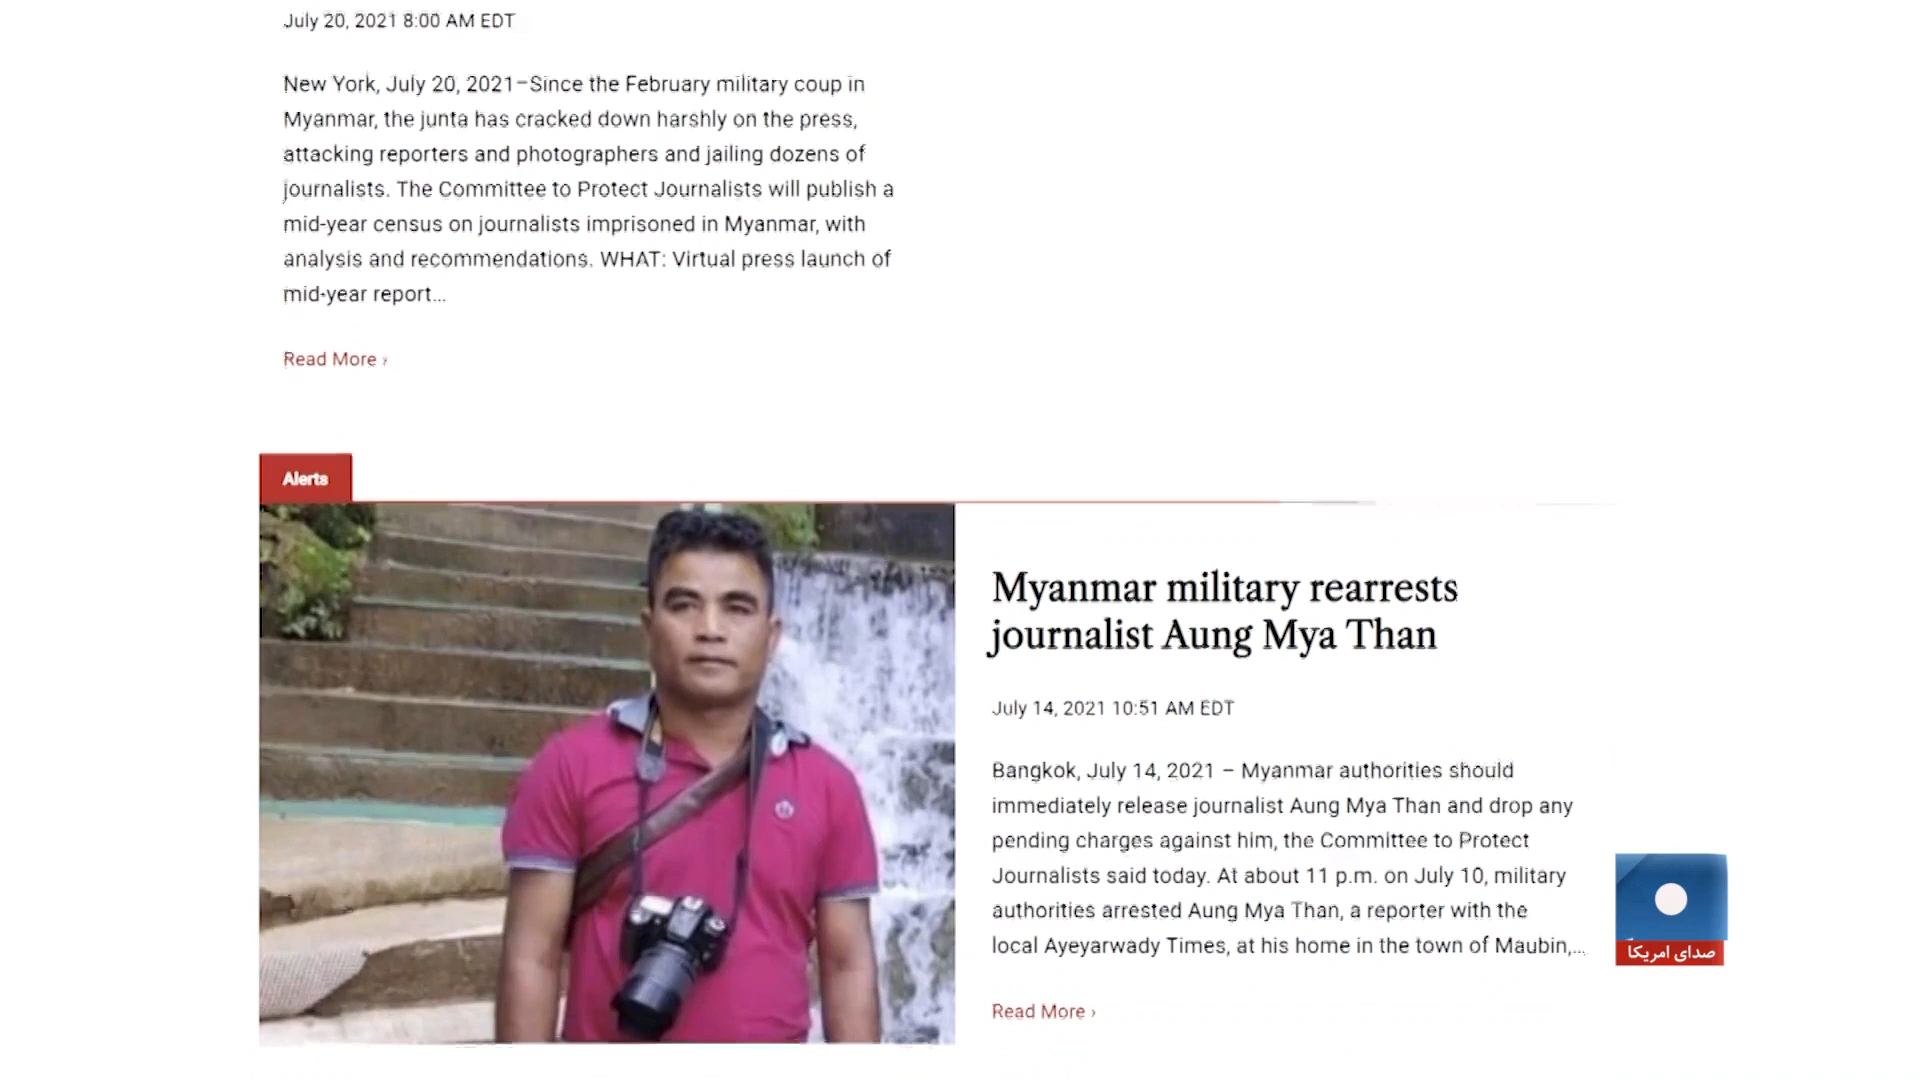 July 20, 2021 8:00 AM EDT
New York, July 20, 2021–Since the February military coup in
Myanmar, the junta has cracked down harshly on the press,
attacking reporters and photographers and jailing dozens of
journalists. The Committee to Protect Journalists will publish a
mid-year census on journalists imprisoned in Myanmar, with
analysis and recommendations. WHAT: Virtual press launch of
mid-year report...
Read More ›
Alerts
Myanmar military rearrests
journalist Aung Mya Than
July 14, 2021 10:51 AM EDT
Bangkok, July 14, 2021 – Myanmar authorities should
immediately release journalist Aung Mya Than and drop any
pending charges against him, the Committee to Protect
Journalists said today. At about 11 p.m. on July 10, military
authorities arrested Aung Mya Than, a reporter with the
local Ayeyarwady Times, at his home in the town of Maubin,...
Read More ›
صدای امریکا